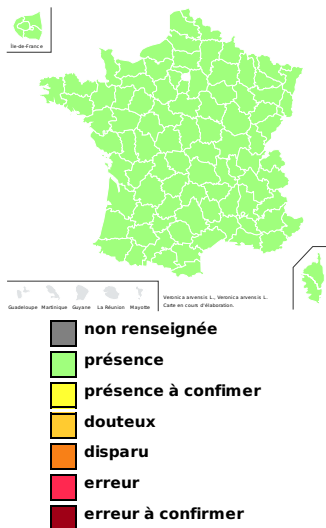 Île-de-France
Guadeloupe Martinique Guyane La Réunion Mayotte
Veronica arvensis L., Veronica arvensis L.
Carte en cours d'élaboration.
non renseignée
présence
présence à confimer
douteux
disparu
erreur
erreur à confirmer